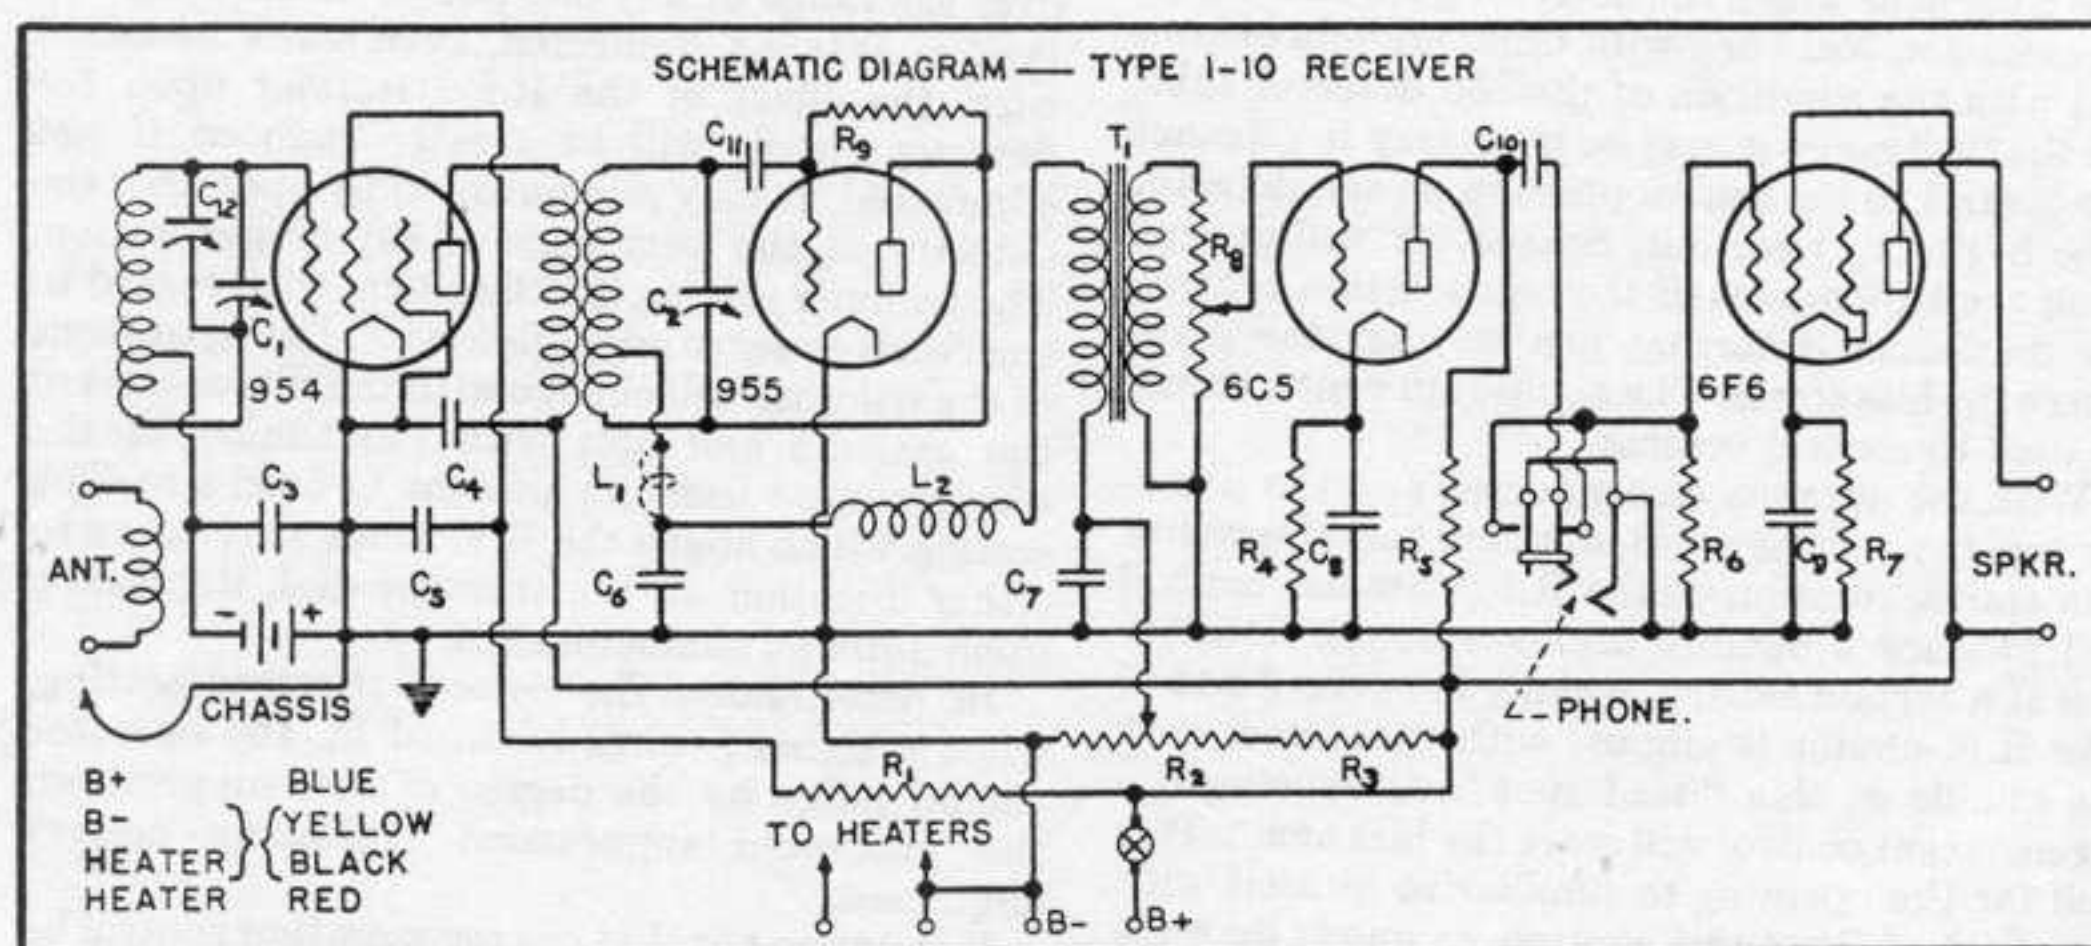 SCHEMATIC DIAGRAM — TYPE 1-10 RECEIVER
C12
C1
954
C11
R9
C2
955
T1
R8
6C5
C10
6F6
ANT.
C3
C4
C5
L1
C6
L2
C7
R4
C8
R5
R6
C9
R7
SPKR.
- +
CHASSIS
PHONE.
R1
R2
R3
B+ BLUE
B- YELLOW
HEATER BLACK
HEATER RED
TO HEATERS
B-
B+